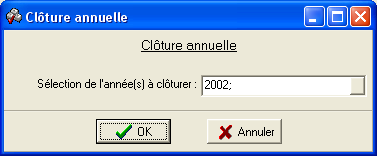 Clôture annuelle
Clôture annuelle
Sélection de l'année(s) à clôturer : 2002;
OK Annuler